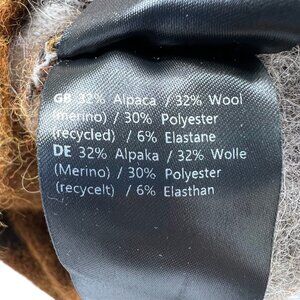 GB 32% Alpaca / 32% Wool
(merino) / 30% Polyester
(recycled) / 6% Elastane
DE 32% Alpaka / 32% Wolle
(Merino) / 30% Polyester
(recycelt) / 6% Elasthan